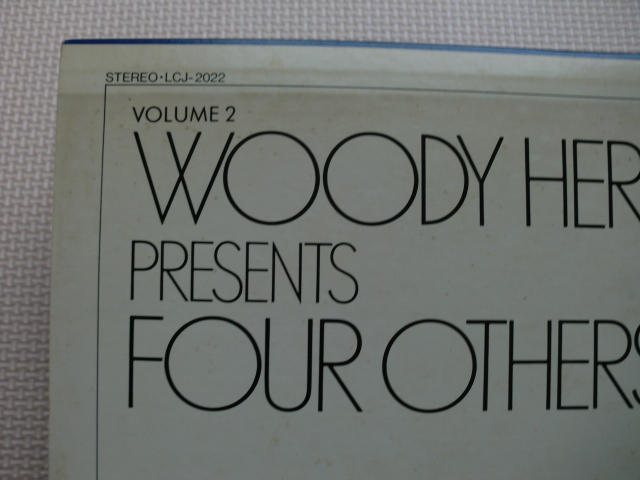 STEREO·LCJ-2022
VOLUME 2
WOODY HER
PRESENTS
FOUR OTHERS